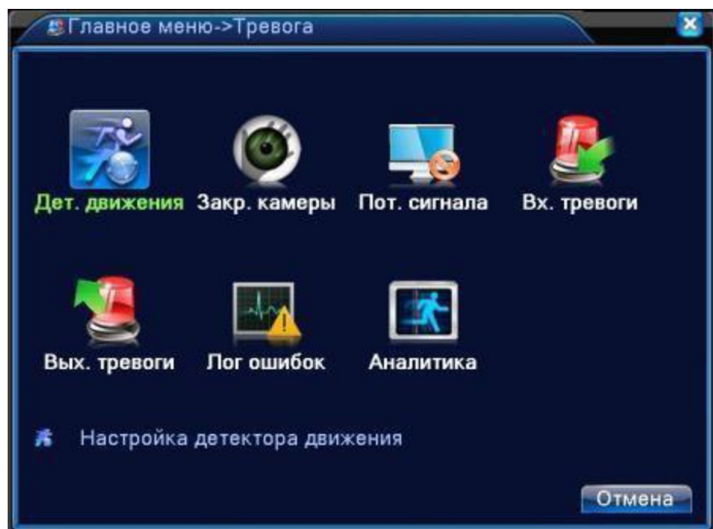 Главное меню->Тревога
Дет. движения Закр. камеры Пот. сигнала Вх. тревоги
Вых. тревоги Лог ошибок Аналитика
Настройка детектора движения
Отмена